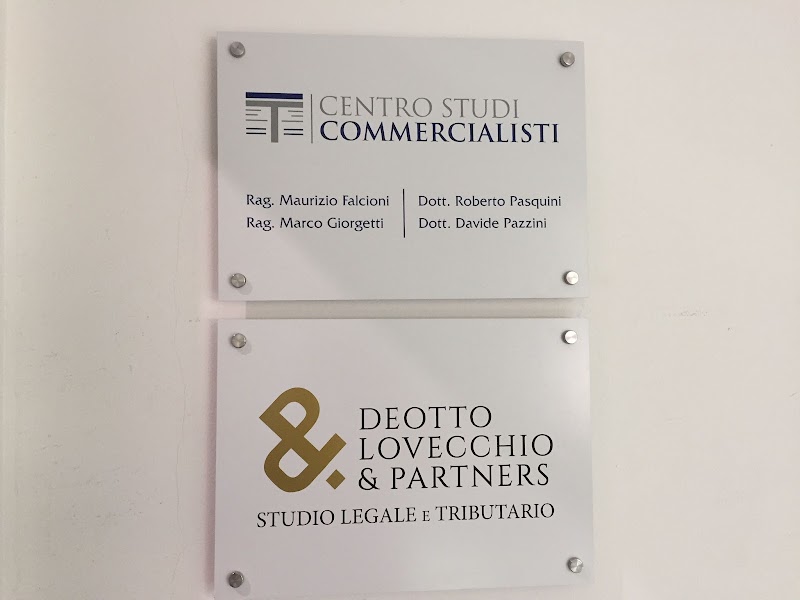 CENTRO STUDI
COMMERCIALISTI
Rag. Maurizio Falcioni
Rag. Marco Giorgetti
Dott. Roberto Pasquini
Dott. Davide Pazzini
&.
DEOTTO
LOVECCHIO
& PARTNERS
STUDIO LEGALE E TRIBUTARIO